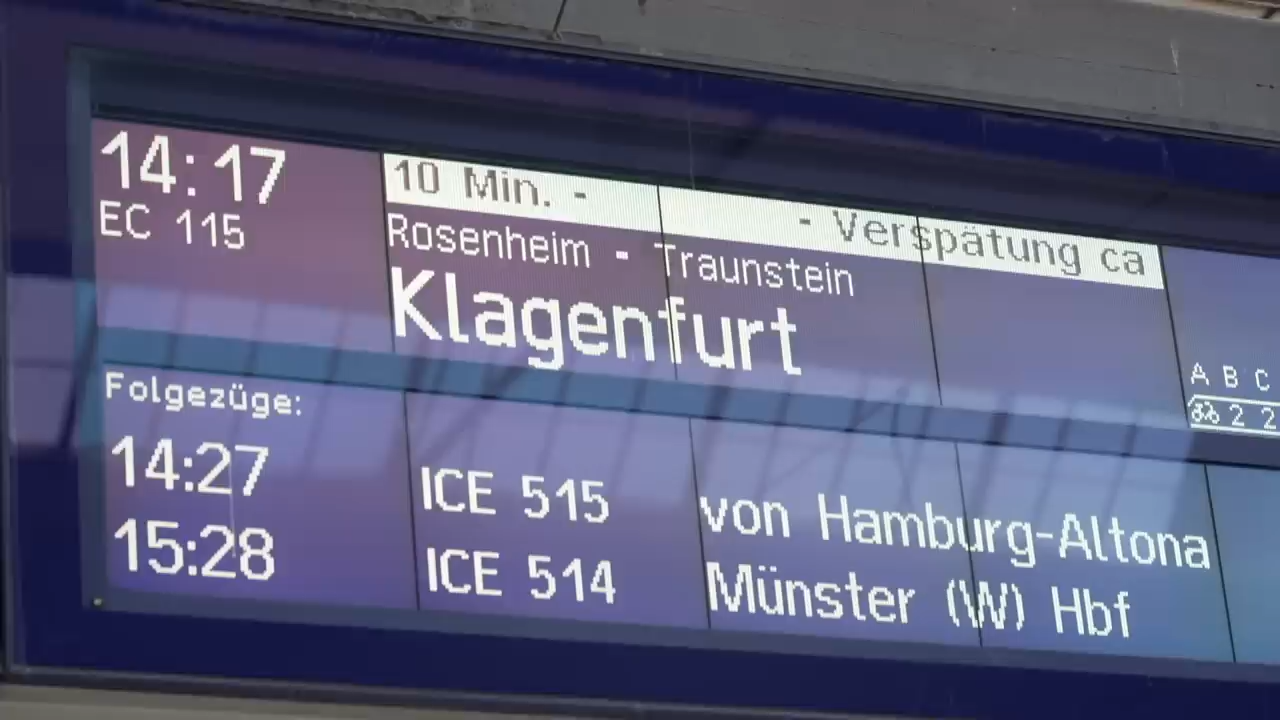 14:17
10 Min. - - Verspätung ca
EC 115
Rosenheim - Traunstein
Klagenfurt
A B C
2 2
Folgezüge:
14:27 ICE 515 von Hamburg-Altona
15:28 ICE 514 Münster (W) Hbf